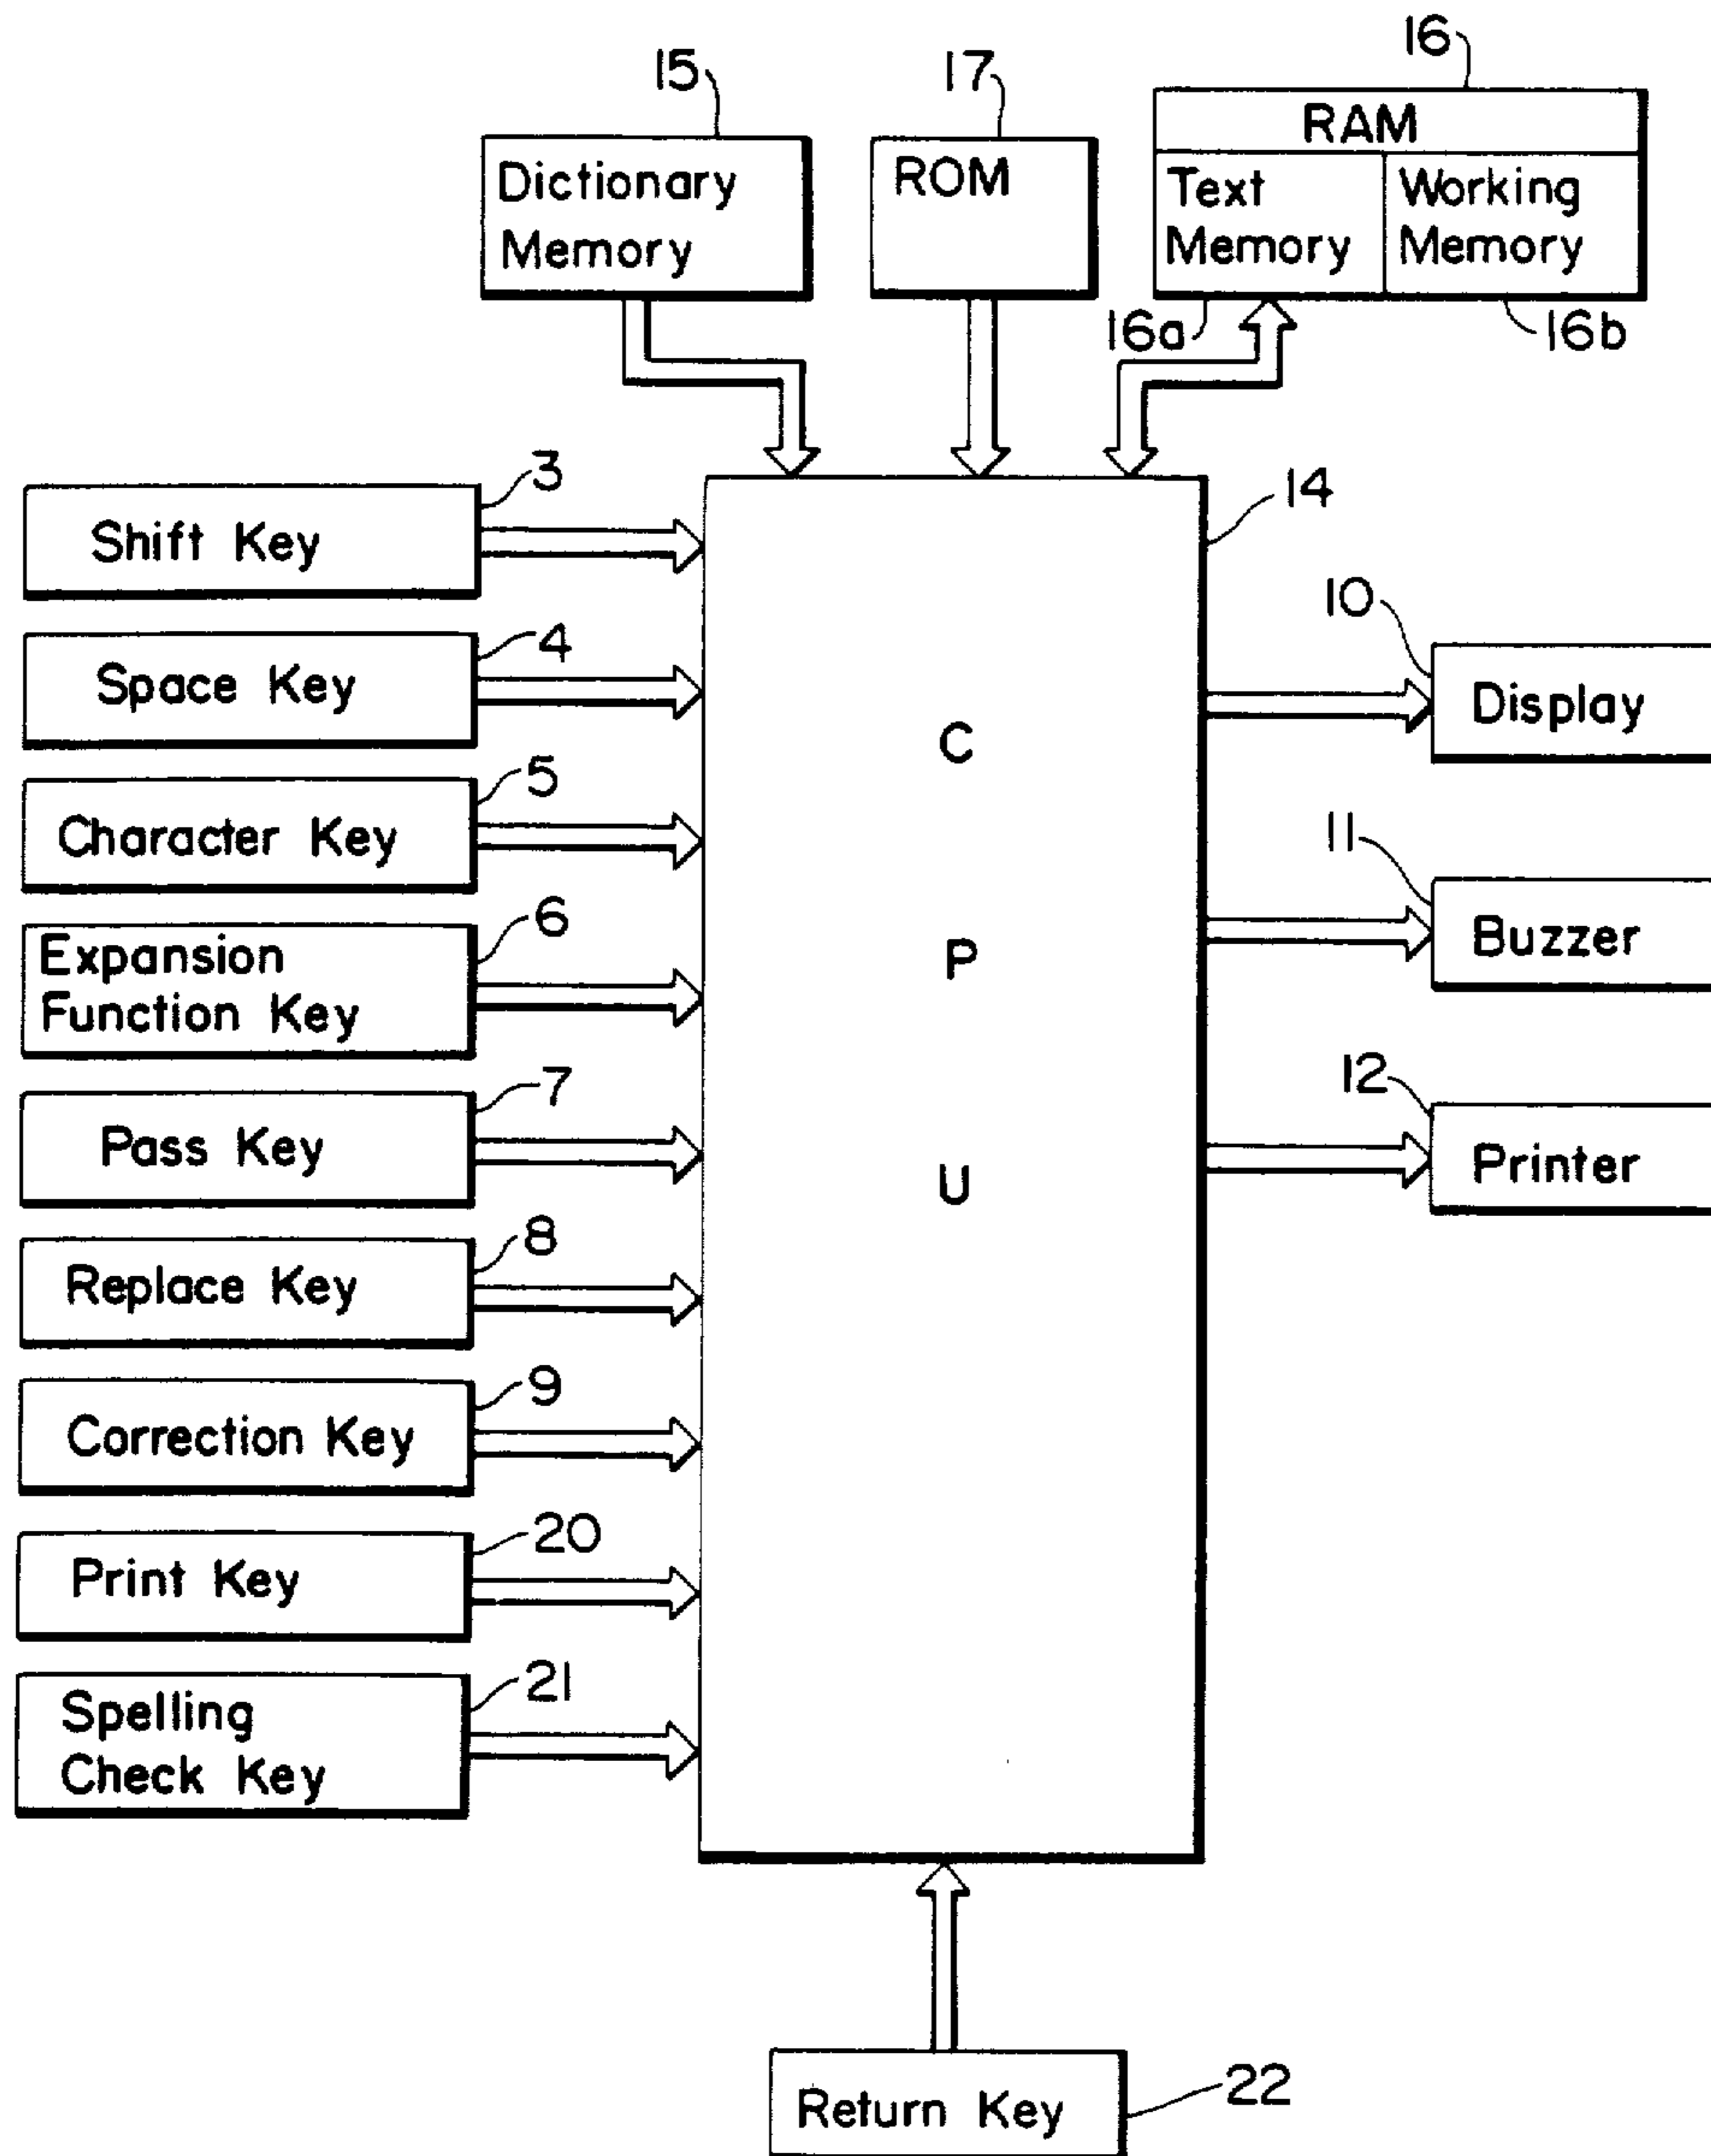 16
15
17
RAM
Dictionary
Memory
ROM
Text
Memory
Working
Memory
16a
16b
3
Shift Key
14
4
Space Key
10
Display
5
Character Key
C
P
U
11
Buzzer
6
Expansion
Function Key
12
Printer
7
Pass Key
8
Replace Key
9
Correction Key
20
Print Key
21
Spelling
Check Key
22
Return Key